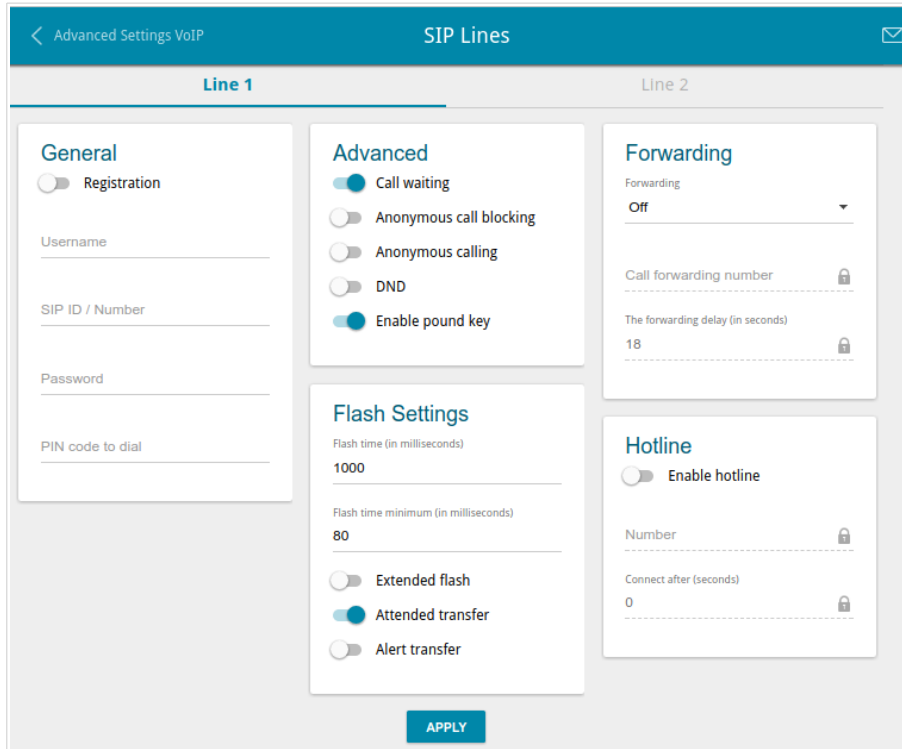 Advanced Settings VoIP
SIP Lines
Line 1
Line 2
General
Registration
Username
SIP ID / Number
Password
PIN code to dial
Advanced
Call waiting
Anonymous call blocking
Anonymous calling
DND
Enable pound key
Flash Settings
Flash time (in milliseconds)
1000
Flash time minimum (in milliseconds)
80
Extended flash
Attended transfer
Alert transfer
Forwarding
Forwarding
Off
Call forwarding number
The forwarding delay (in seconds)
18
Hotline
Enable hotline
Number
Connect after (seconds)
0
APPLY